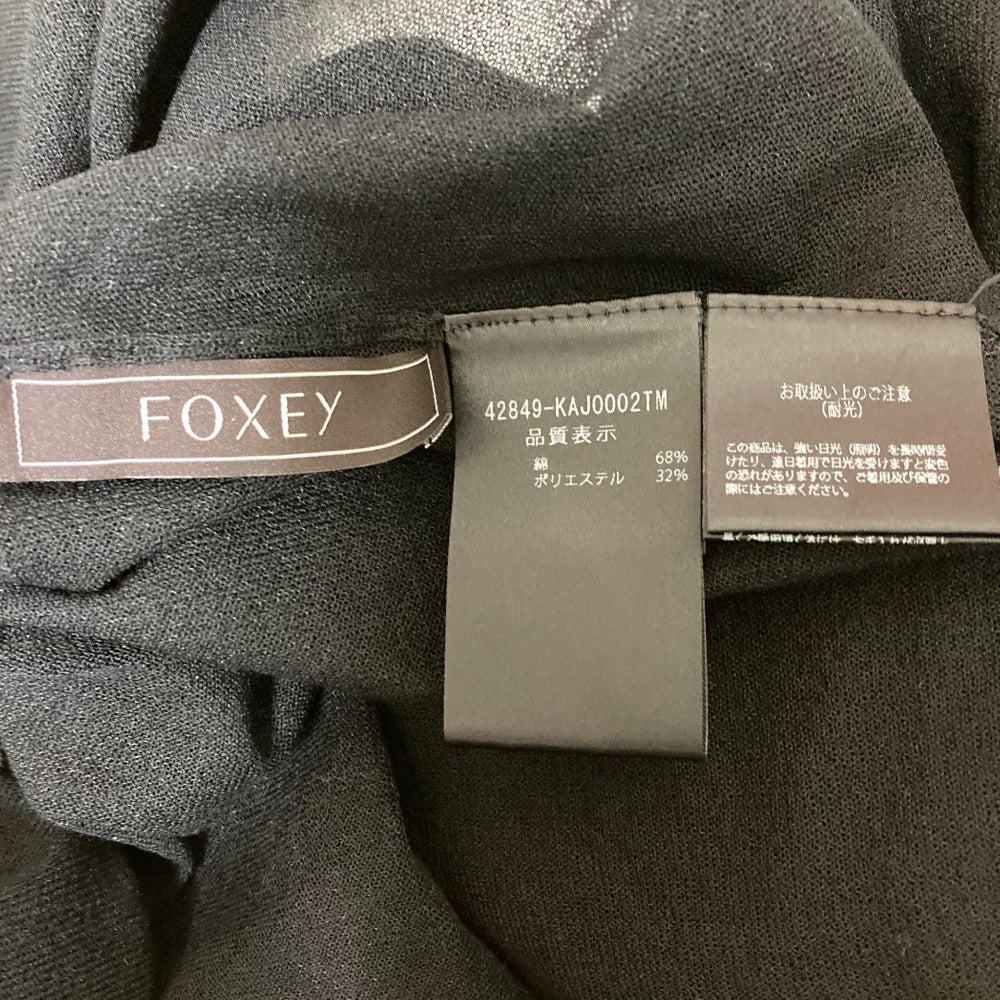 FOXEY
42849-KAJ0002TM
品質表示
綿 68%
ポリエステル 32%
お取扱い上のご注意
(耐光)
この商品は、強い日光(照明)を長時間受
けたり、連日着用で日光を受けますと変色
の恐れがありますので、ご着用及び保管の
際にはご注意ください。